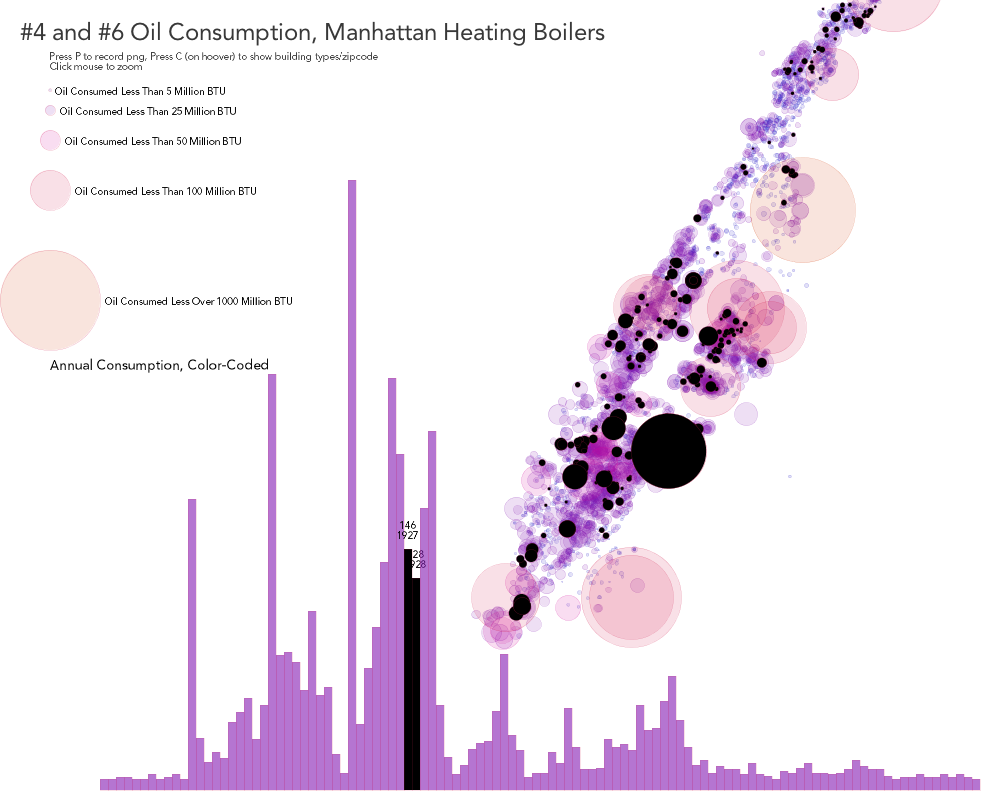 #4 and #6 Oil Consumption, Manhattan Heating Boilers
Press P to record png, Press C (on hoover) to show building types/zipcode
Click mouse to zoom
Oil Consumed Less Than 5 Million BTU
Oil Consumed Less Than 25 Million BTU
Oil Consumed Less Than 50 Million BTU
Oil Consumed Less Than 100 Million BTU
Oil Consumed Less Over 1000 Million BTU
Annual Consumption, Color-Coded
146
1927
28
928